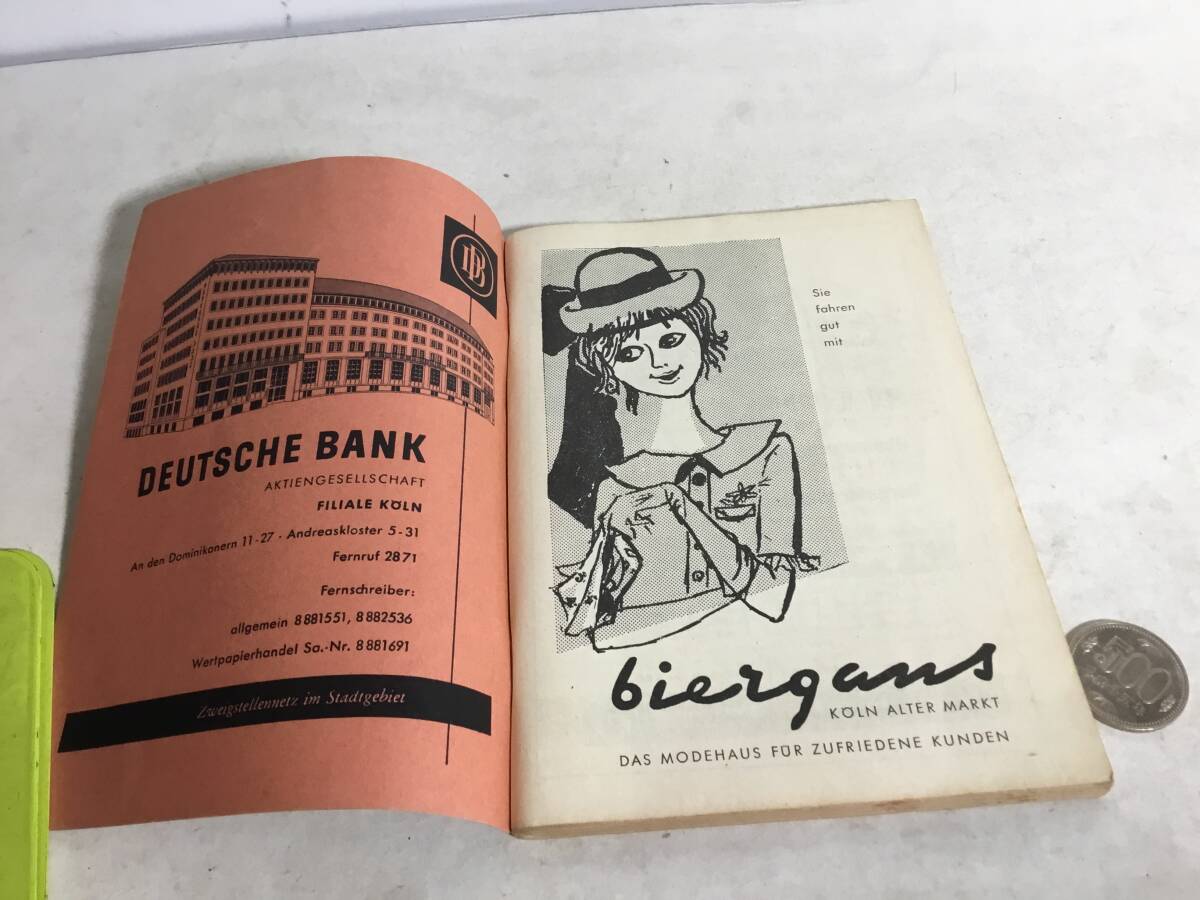 DB
DEUTSCHE BANK
AKTIENGESELLSCHAFT
FILIALE KÖLN
An den Dominikanern 11-27 · Andreaskloster 5-31
Fernruf 2871
Fernschreiber:
allgemein 8881551, 8882536
Wertpapierhandel Sa.-Nr. 8881691
Zweigstellennetz im Stadtgebiet
Sie
fahren
gut
mit
biergans
KÖLN ALTER MARKT
DAS MODEHAUS FÜR ZUFRIEDENE KUNDEN
500